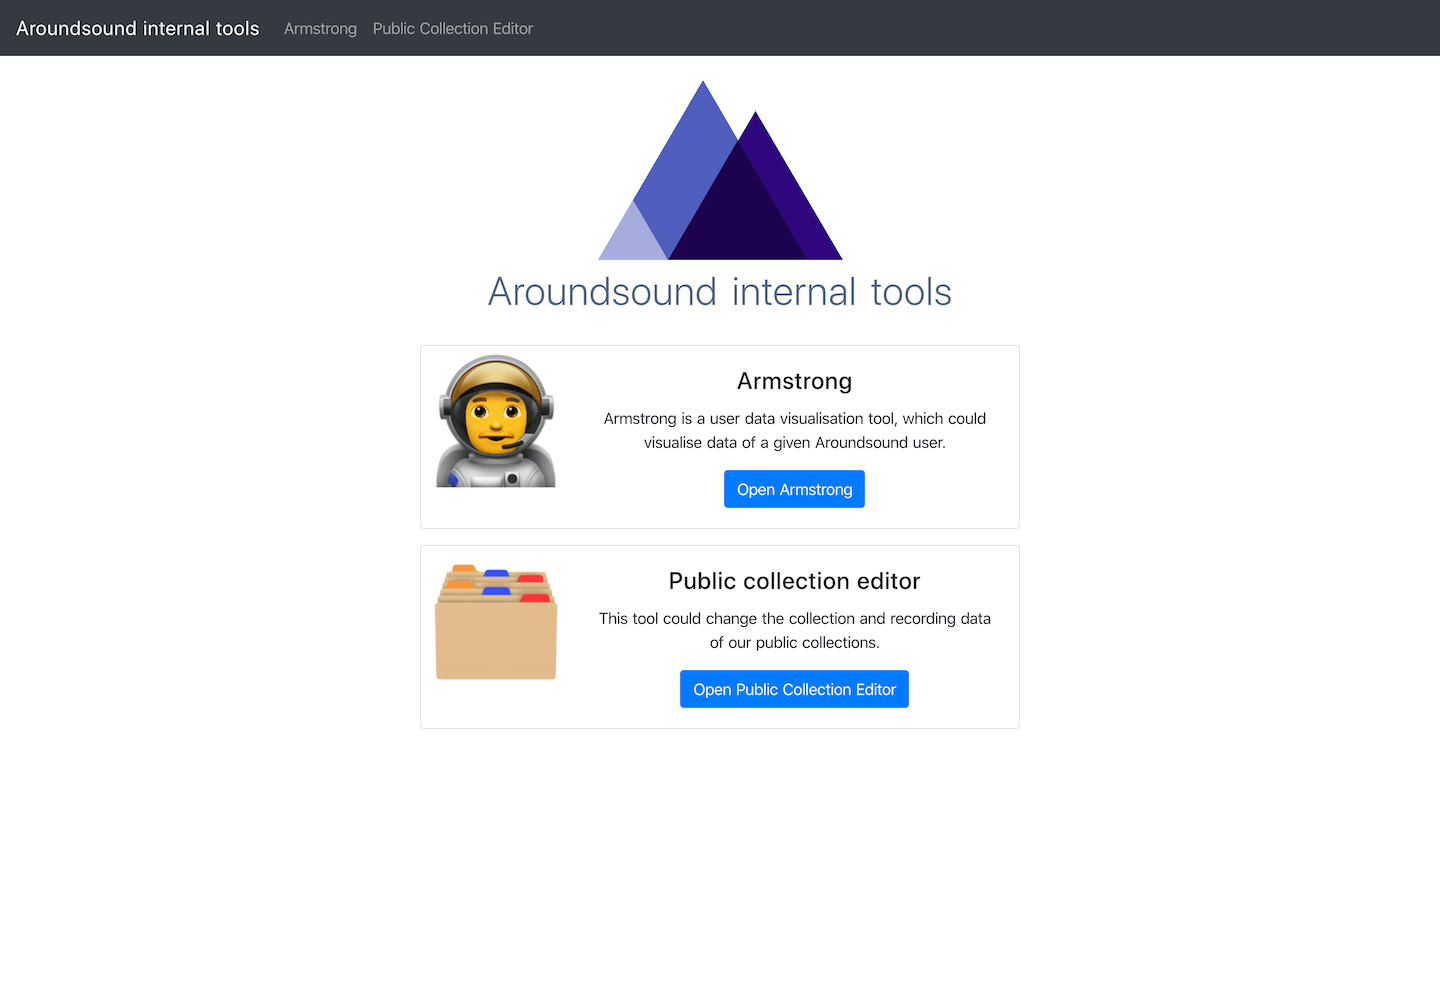 Aroundsound internal tools Armstrong Public Collection Editor
Aroundsound internal tools
Armstrong
Armstrong is a user data visualisation tool, which could
visualise data of a given Aroundsound user.
Open Armstrong
Public collection editor
This tool could change the collection and recording data
of our public collections.
Open Public Collection Editor